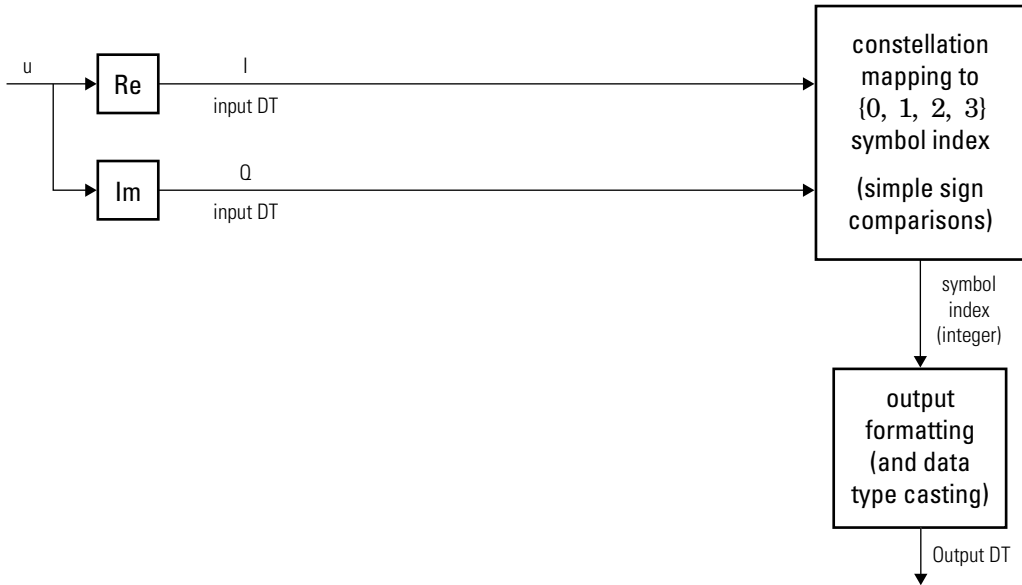 u
Re
I
input DT
Im
Q
input DT
constellation
mapping to
{0, 1, 2, 3}
symbol index
(simple sign
comparisons)
symbol
index
(integer)
output
formatting
(and data
type casting)
Output DT